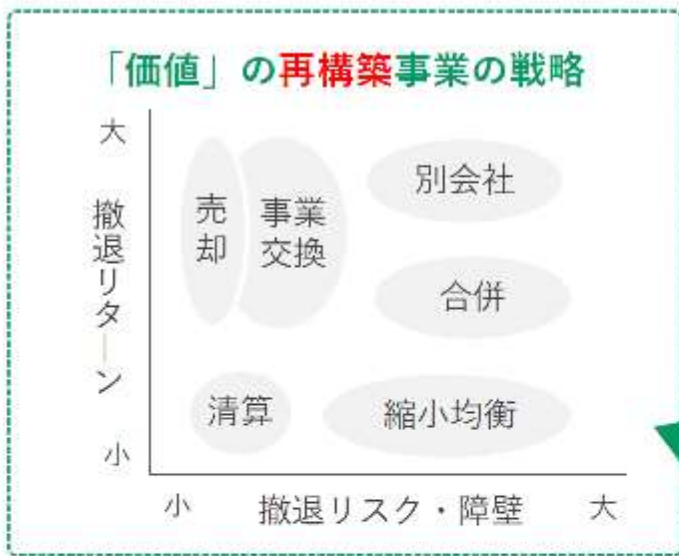 「価値」の再構築事業の戦略
大
撤退リターン
小
売却
事業
交換
別会社
合併
清算
縮小均衡
小
撤退リスク・障壁
大